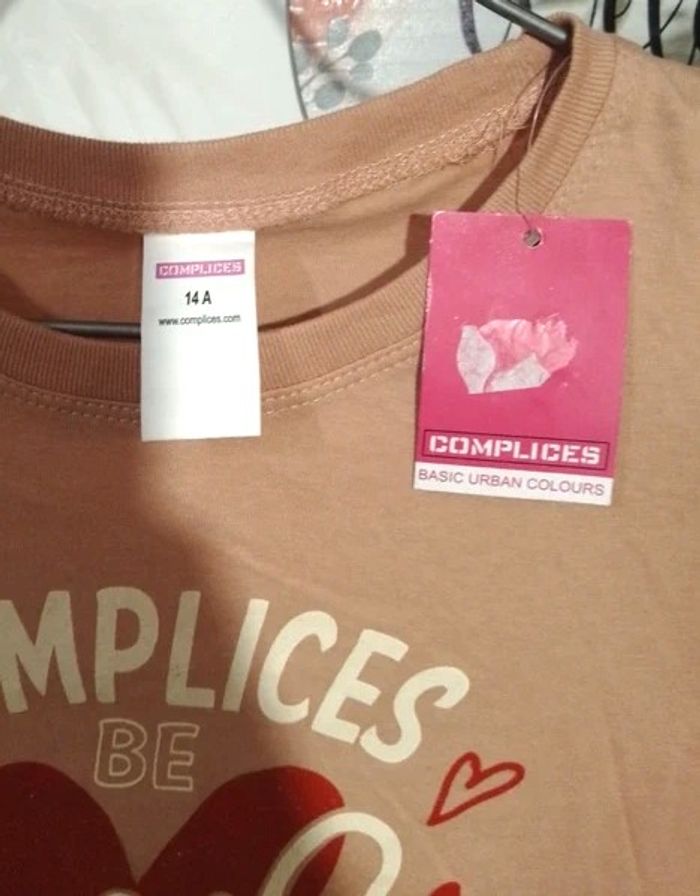 COMPLICES
14 A
www.complices.com
COMPLICES
BASIC URBAN COLOURS
MPLICES
BE